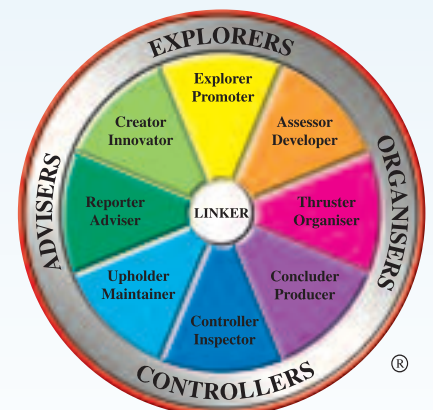 EXPLORERS
Explorer
Promoter
Creator
Innovator
Assessor
Developer
ADVISERS
ORGANISERS
Reporter
Adviser
LINKER
Thruster
Organiser
Upholder
Maintainer
Concluder
Producer
Controller
Inspector
CONTROLLERS
®